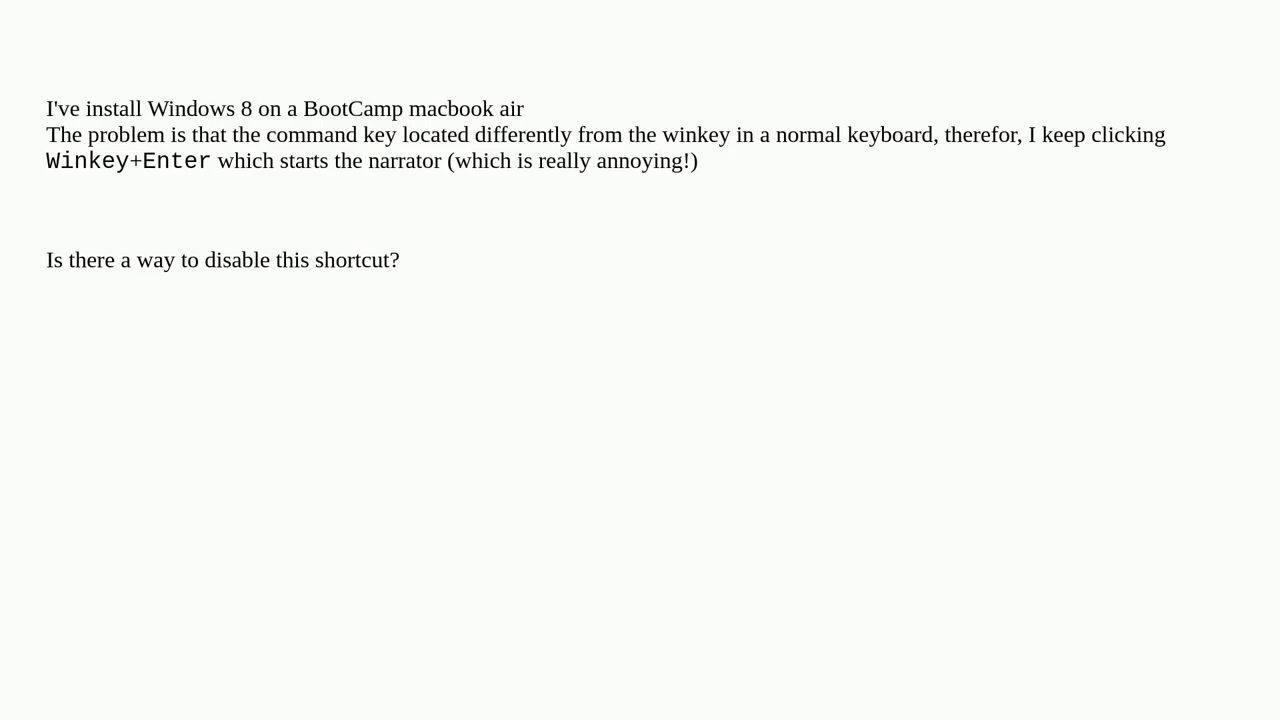 I've install Windows 8 on a BootCamp macbook air
The problem is that the command key located differently from the winkey in a normal keyboard, therefor, I keep clicking
Winkey+Enter which starts the narrator (which is really annoying!)
Is there a way to disable this shortcut?